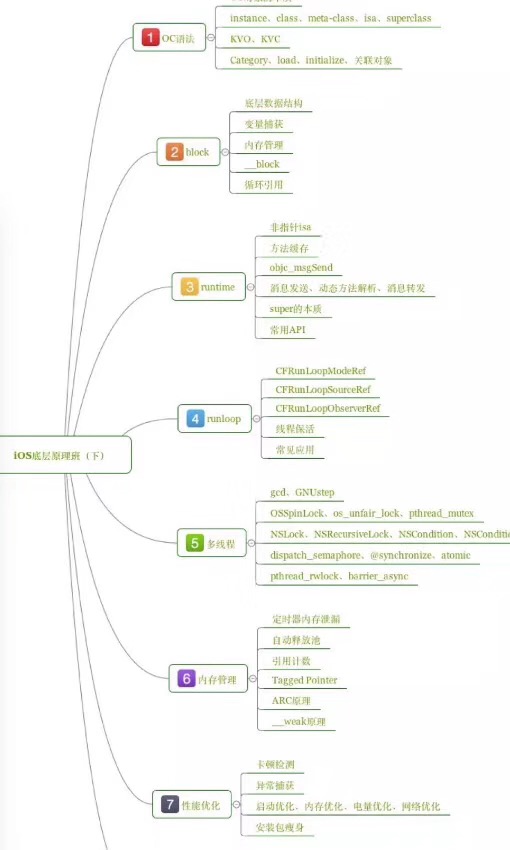 instance、class、meta-class、isa、superclass
1 OC语法
KVO、KVC
Category、load、initialize、关联对象
底层数据结构
变量捕获
2 block
内存管理
__block
循环引用
非指针isa
方法缓存
objc_msgSend
3 runtime
消息发送、动态方法解析、消息转发
super的本质
常用API
CFRunLoopModeRef
CFRunLoopSourceRef
4 runloop
CFRunLoopObserverRef
线程保活
常见应用
iOS底层原理班（下）
gcd、GNUstep
OSSpinLock、os_unfair_lock、pthread_mutex
5 多线程
NSLock、NSRecursiveLock、NSCondition、NSConditi
dispatch_semaphore、@synchronize、atomic
pthread_rwlock、barrier_async
定时器内存泄漏
自动释放池
引用计数
6 内存管理
Tagged Pointer
ARC原理
__weak原理
卡顿检测
异常捕获
7 性能优化
启动优化、内存优化、电量优化、网络优化
安装包瘦身